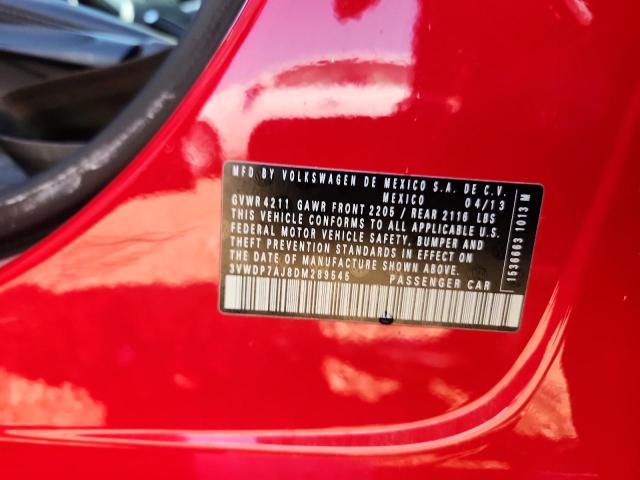 MFD BY VOLKSWAGEN DE MEXICO S.A. DE C.V.
MEXICO 04/13
GVWR 4211 GAWR FRONT 2205 / REAR 2116 LBS
THIS VEHICLE CONFORMS TO ALL APPLICABLE U.S.
FEDERAL MOTOR VEHICLE SAFETY, BUMPER AND
THEFT PREVENTION STANDARDS IN EFFECT ON
THE DATE OF MANUFACTURE SHOWN ABOVE
3VWDP7AJ8DM289545 PASSENGER CAR
1536663 1013 M